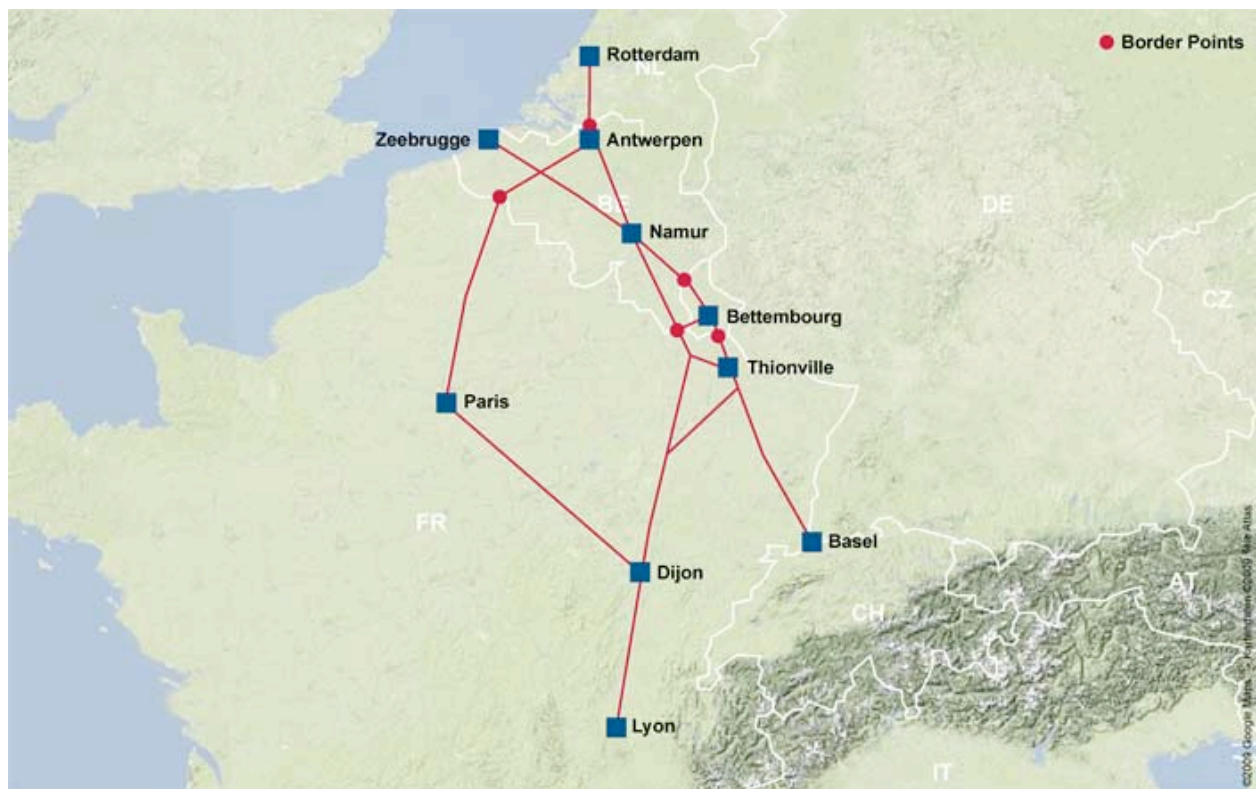 Rotterdam
NL
Border Points
Zeebrugge
Antwerpen
BE
DE
Namur
CZ
Bettembourg
Thionville
Paris
FR
Basel
Dijon
AT
CH
Lyon
IT